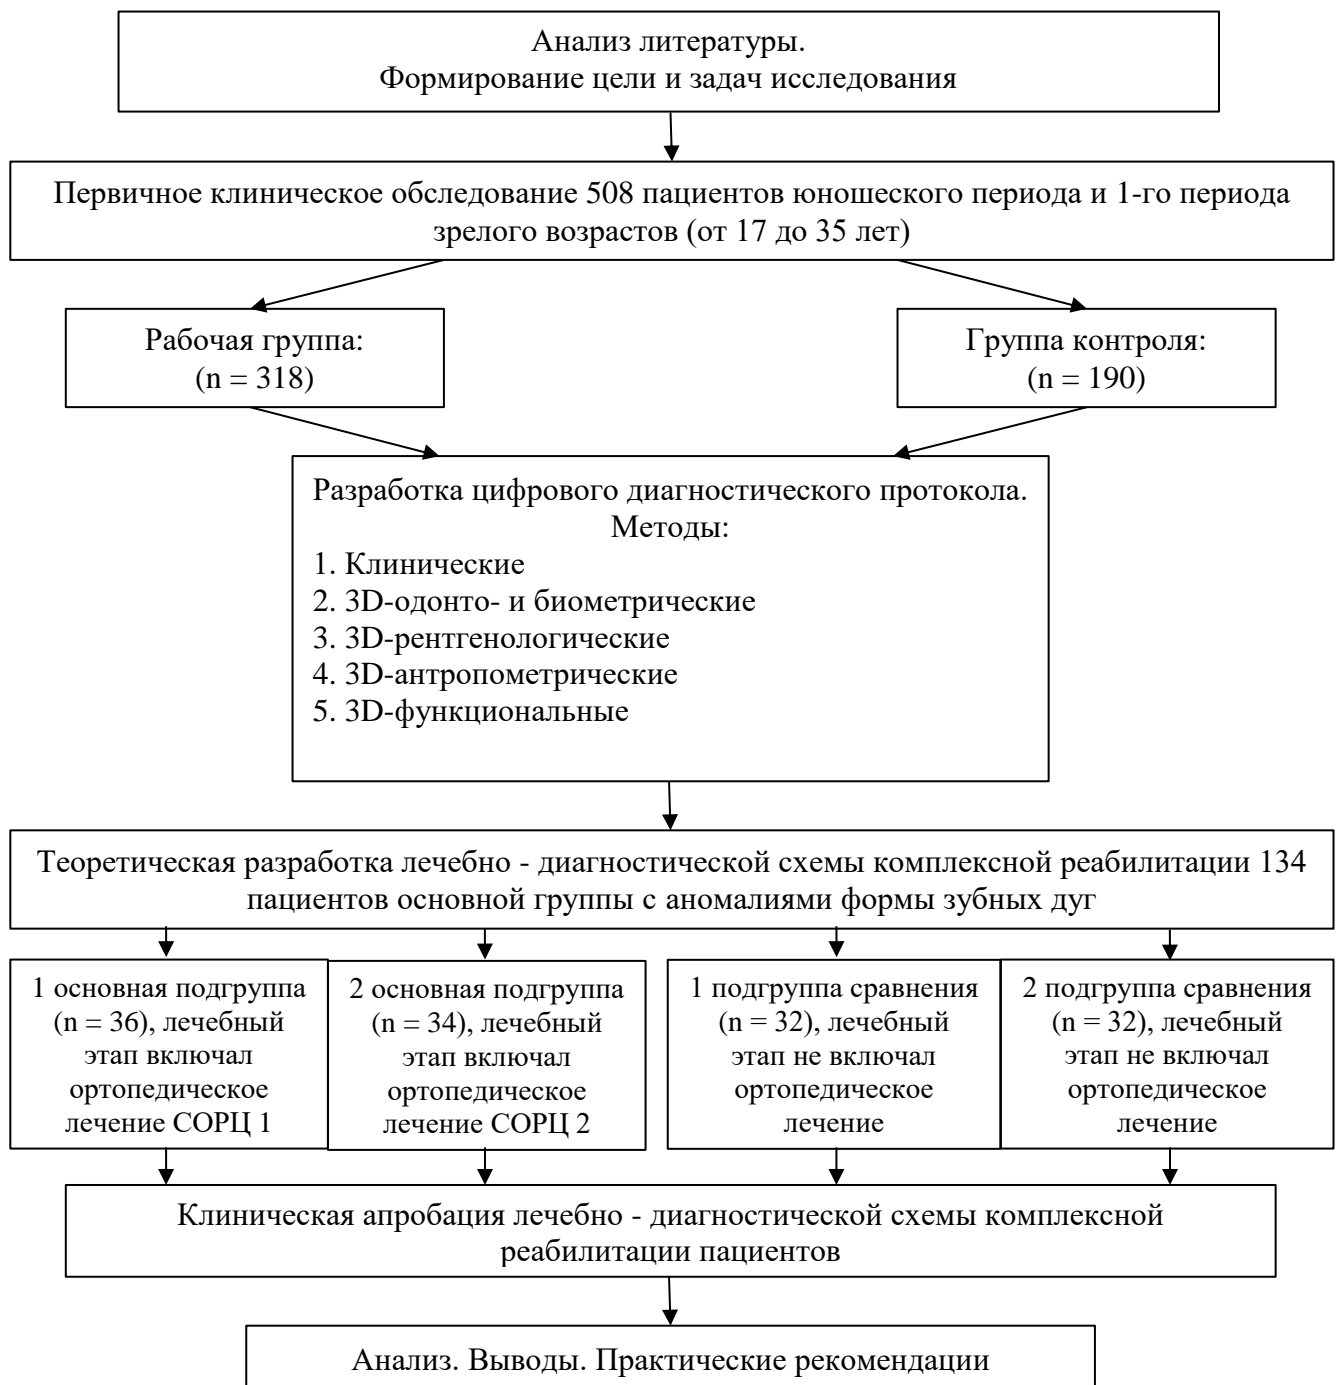 Анализ литературы.
Формирование цели и задач исследования
Первичное клиническое обследование 508 пациентов юношеского периода и 1-го периода
зрелого возрастов (от 17 до 35 лет)
Рабочая группа:
(n = 318)
Группа контроля:
(n = 190)
Разработка цифрового диагностического протокола.
Методы:
1. Клинические
2. 3D-одонто- и биометрические
3. 3D-рентгенологические
4. 3D-антропометрические
5. 3D-функциональные
Теоретическая разработка лечебно - диагностической схемы комплексной реабилитации 134
пациентов основной группы с аномалиями формы зубных дуг
1 основная подгруппа
(n = 36), лечебный
этап включал
ортопедическое
лечение СОРЦ 1
2 основная подгруппа
(n = 34), лечебный
этап включал
ортопедическое
лечение СОРЦ 2
1 подгруппа сравнения
(n = 32), лечебный
этап не включал
ортопедическое
лечение
2 подгруппа сравнения
(n = 32), лечебный
этап не включал
ортопедическое
лечение
Клиническая апробация лечебно - диагностической схемы комплексной
реабилитации пациентов
Анализ. Выводы. Практические рекомендации